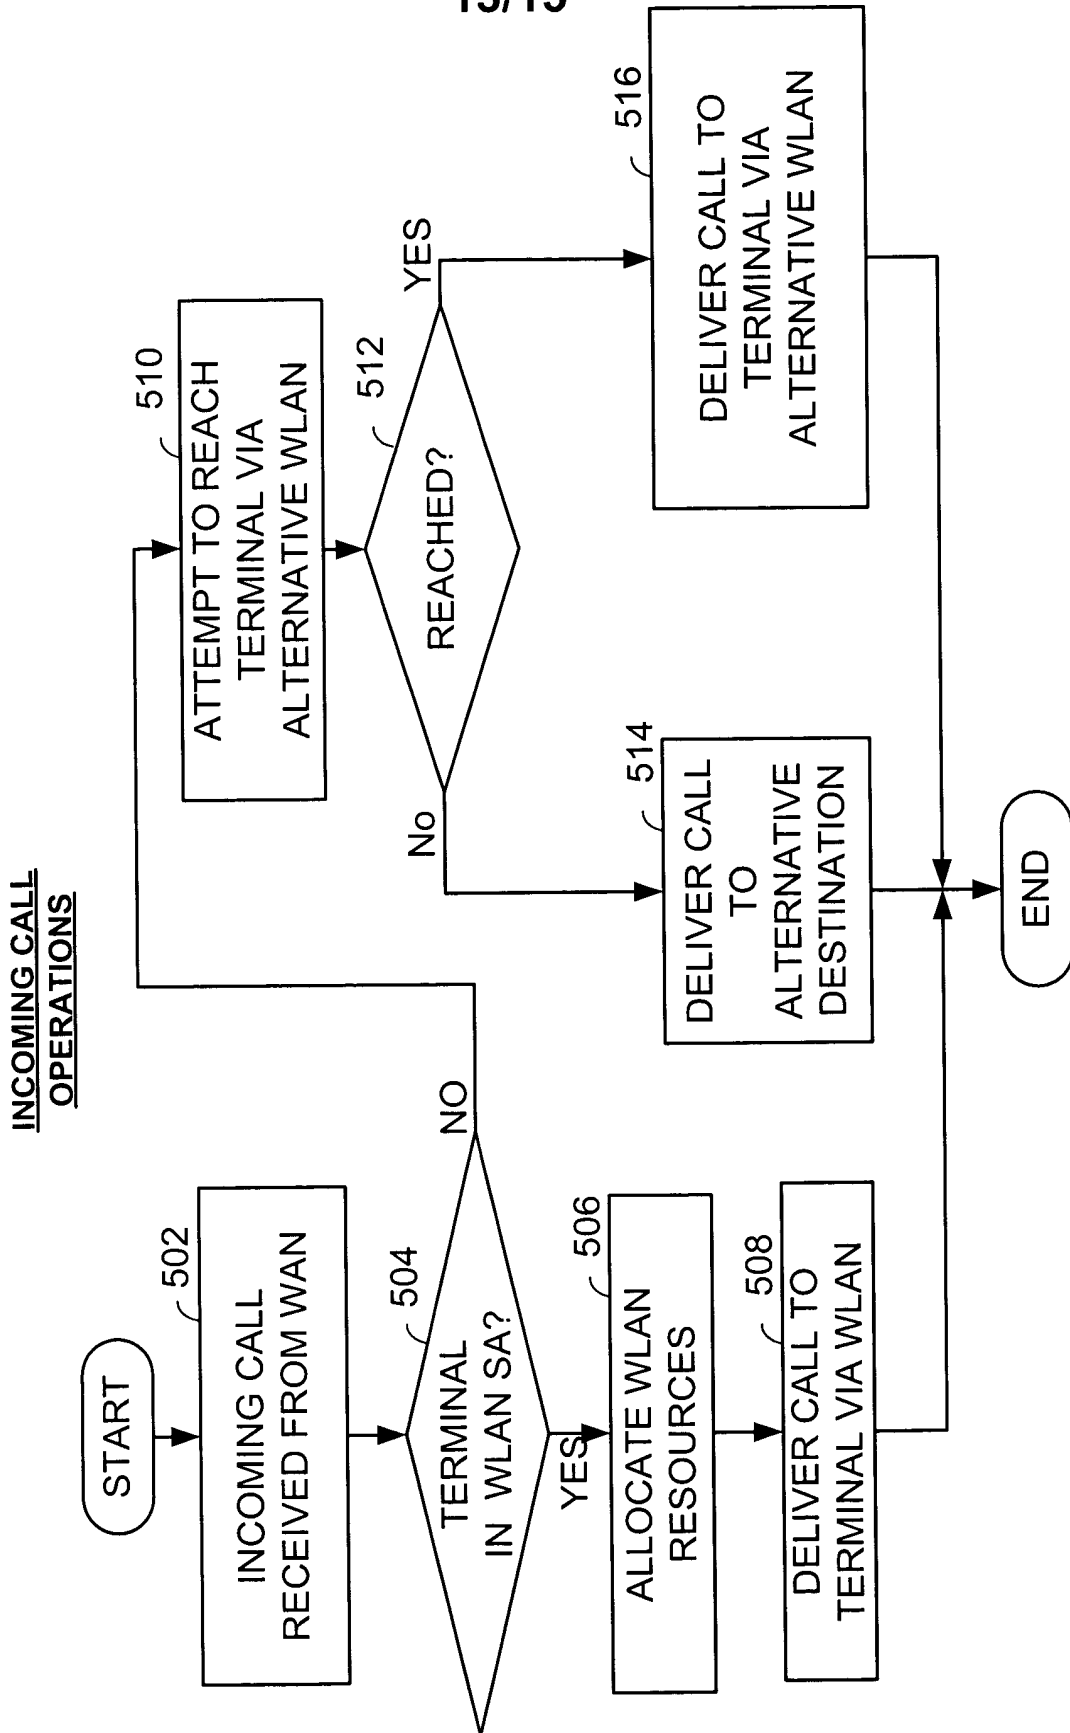 INCOMING CALL
OPERATIONS
START
502
INCOMING CALL
RECEIVED FROM WAN
504
TERMINAL
IN WLAN SA?
NO
YES
506
ALLOCATE WLAN
RESOURCES
508
DELIVER CALL TO
TERMINAL VIA WLAN
510
ATTEMPT TO REACH
TERMINAL VIA
ALTERNATIVE WLAN
512
REACHED?
No
YES
514
DELIVER CALL
TO
ALTERNATIVE
DESTINATION
516
DELIVER CALL TO
TERMINAL VIA
ALTERNATIVE WLAN
END